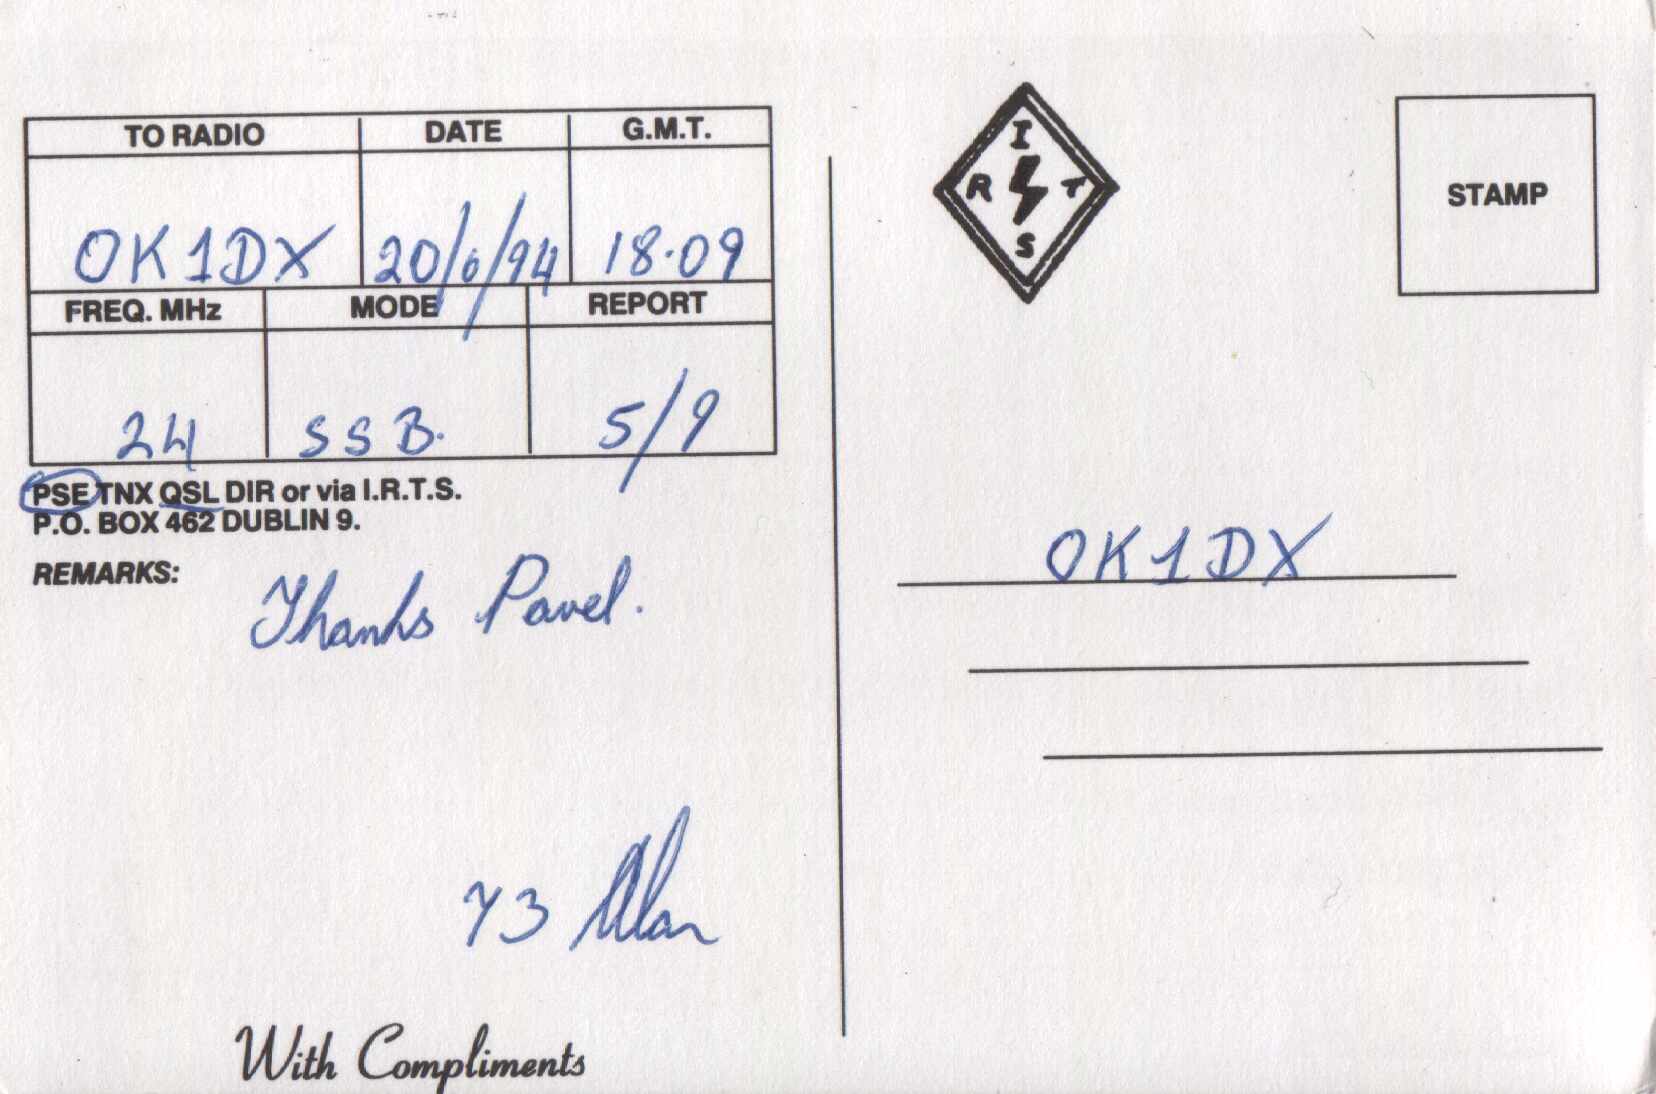 TO RADIO DATE G.M.T.
OK1DX 20/6/94 18.09
FREQ. MHz MODE REPORT
24 SSB. 5/9
PSE TNX QSL DIR or via I.R.T.S.
P.O. BOX 462 DUBLIN 9.
REMARKS:
Thanks Pavel.
73 Alan
With Compliments
I
R T
S
STAMP
OK1DX